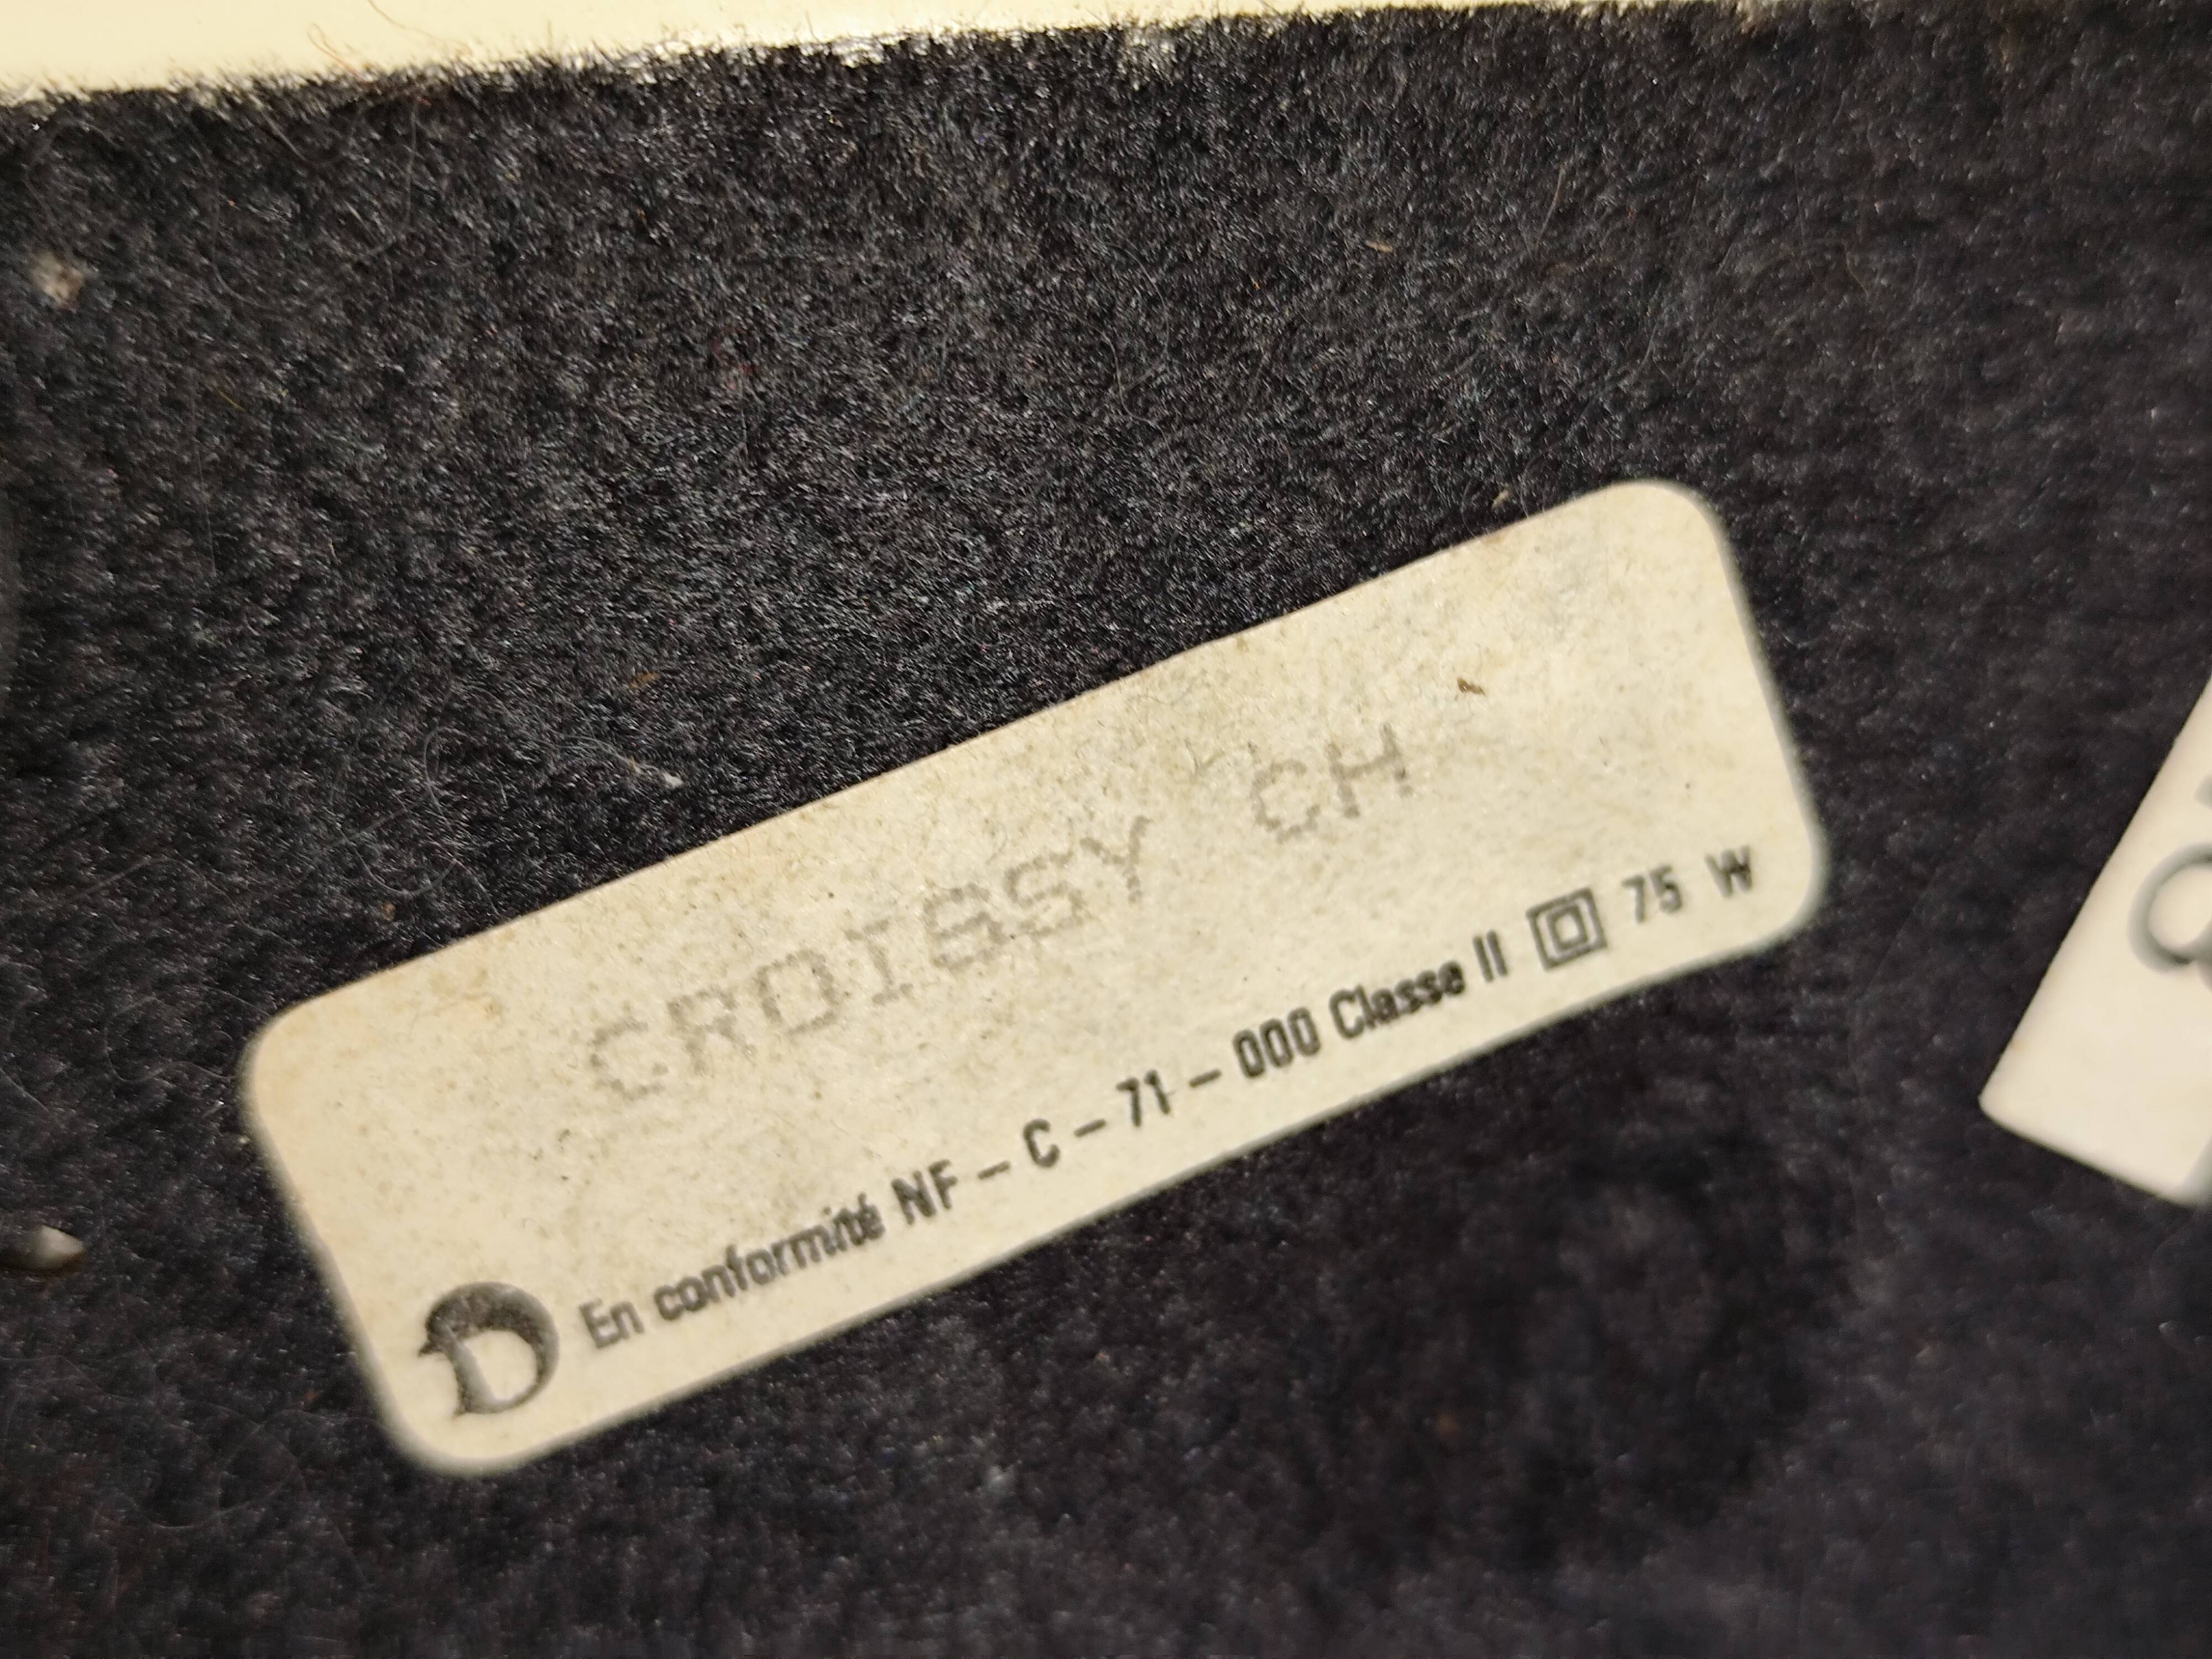 CROISSY CH
D En conformité NF – C – 71 – 000 Classe II 75 W